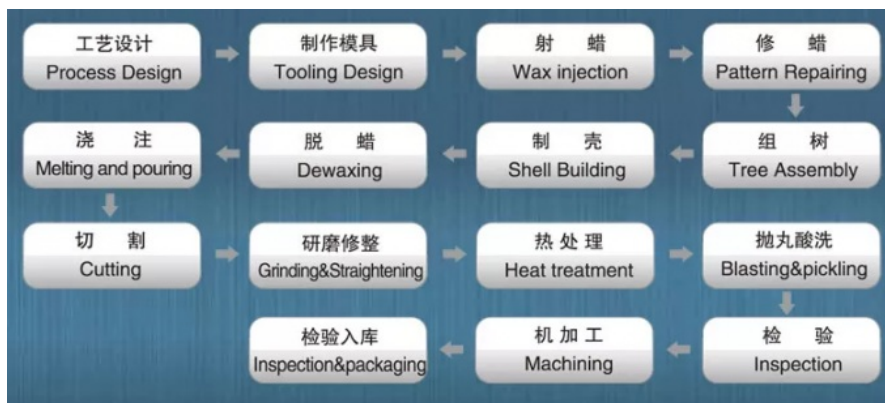 工艺设计
Process Design
制作模具
Tooling Design
射 蜡
Wax injection
修 蜡
Pattern Repairing
组 树
Tree Assembly
制 壳
Shell Building
脱 蜡
Dewaxing
浇 注
Melting and pouring
切 割
Cutting
研磨修整
Grinding&Straightening
热处理
Heat treatment
抛丸酸洗
Blasting&pickling
检 验
Inspection
机加工
Machining
检验入库
Inspection&packaging